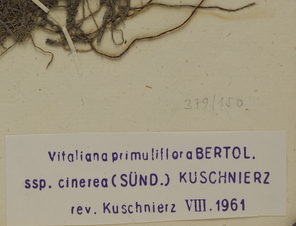 379/150
Vitaliana primuliflora BERTOL.
ssp. cinerea (SÜND.) KUSCHNIERZ
rev. Kuschnierz VIII. 1961